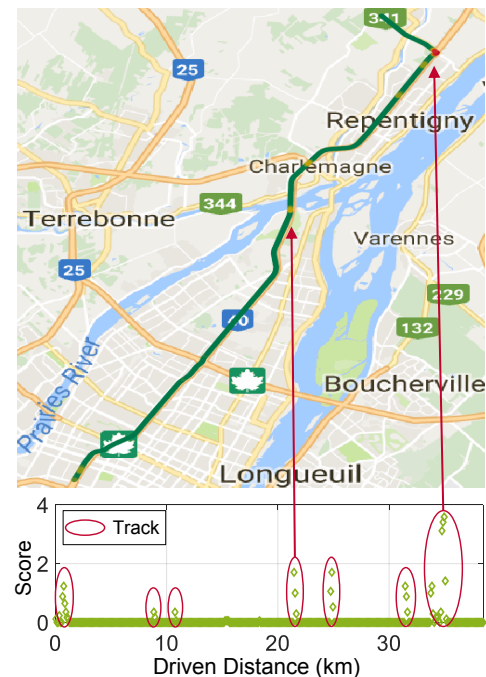 341
25
Repentigny
Charlemagne
344
Terrebonne
Varennes
25
229
40
132
Prairies River
Boucherville
Longueuil
4
Track
2
Score
0
0 10 20 30
Driven Distance (km)